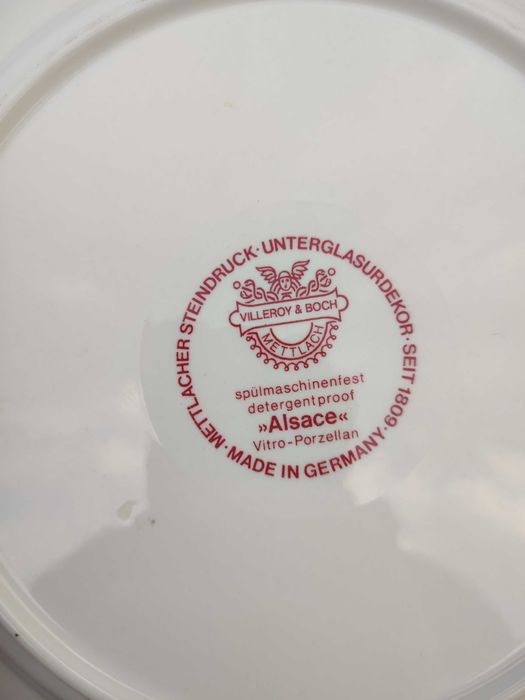 METTLACHER STEINDRUCK · UNTERGLASURDEKOR · SEIT 1809 ·
VILLEROY & BOCH
METTLACH
spülmaschinenfest
detergentproof
»Alsace«
Vitro-Porzellan
· MADE IN GERMANY ·